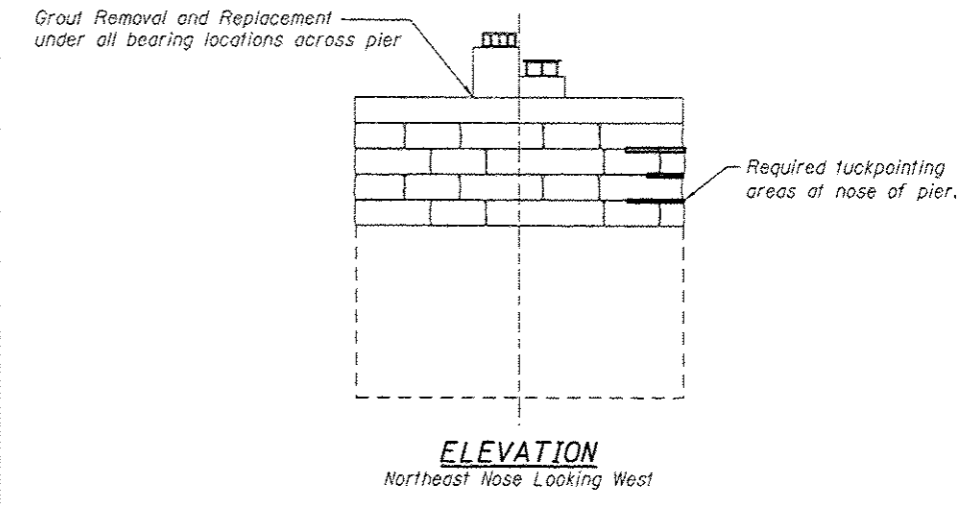 Grout Removal and Replacement
under all bearing locations across pier
Required tuckpointing
areas at nose of pier.
ELEVATION
Northeast Nose Looking West